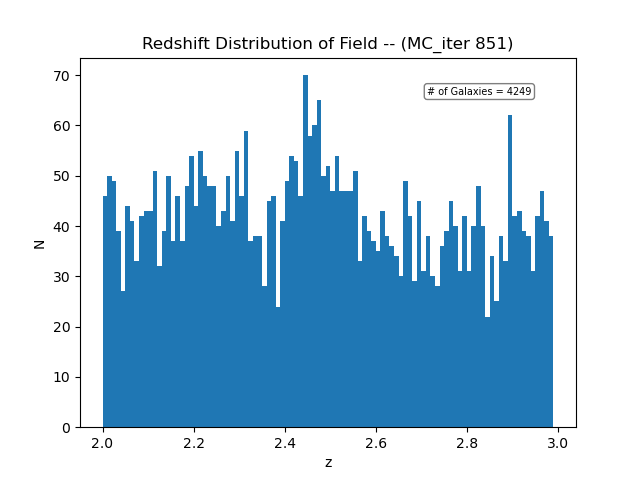 Redshift Distribution of Field -- (MC_iter 851)
# of Galaxies = 4249
N
70
60
50
40
30
20
10
0
2.0 2.2 2.4 2.6 2.8 3.0
z